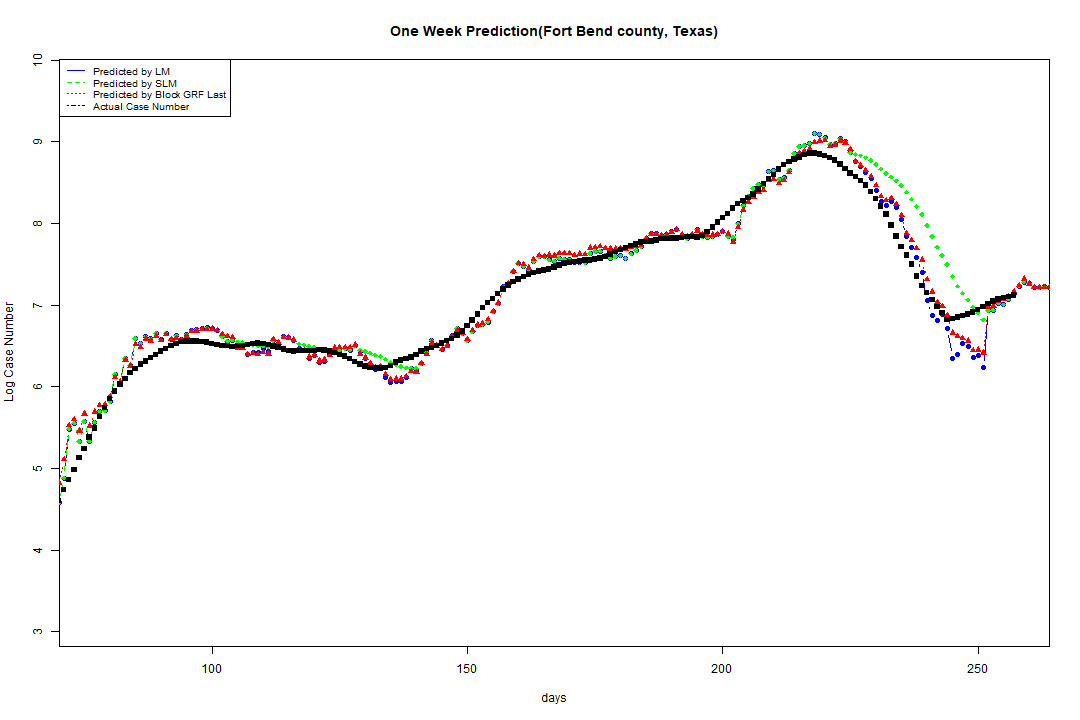 One Week Prediction(Fort Bend county, Texas)
Predicted by LM
Predicted by SLM
Predicted by Block GRF Last
Actual Case Number
10
9
8
7
6
5
4
3
Log Case Number
100 150 200 250
days